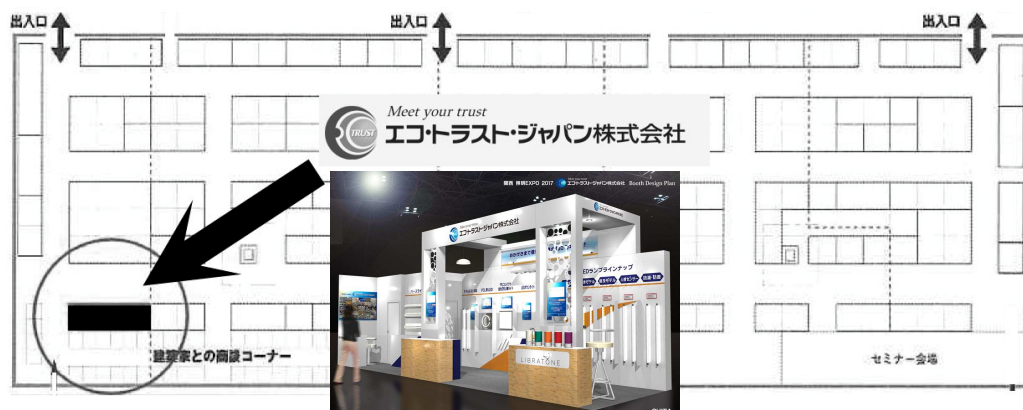 出入口
出入口
出入口
Meet your trust
TRUST
エコ・トラスト・ジャパン株式会社
関西 照明EXPO 2017 エコ・トラスト・ジャパン株式会社 Booth Design Plan
エコ・トラスト・ジャパン株式会社
LEDランプラインナップ
LIBRATONE
建築家との商談コーナー
セミナー会場